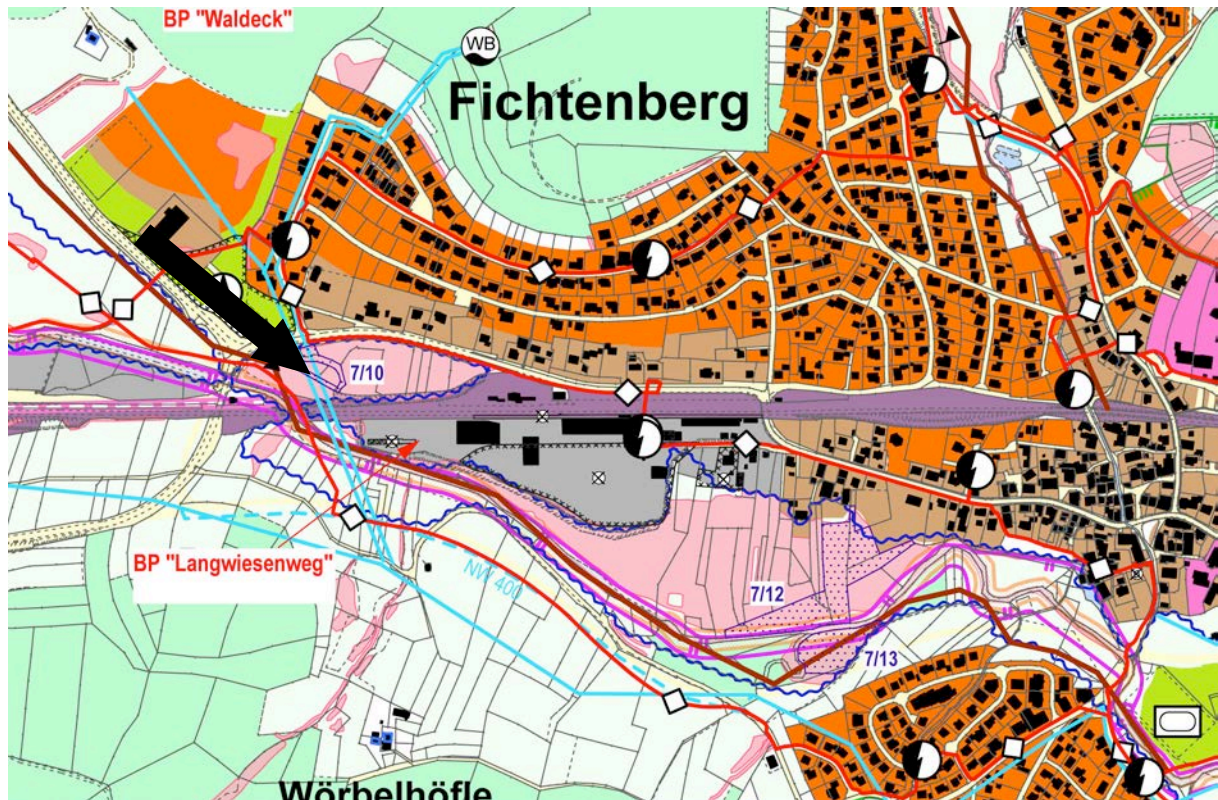 BP "Waldeck"
WB
Fichtenberg
7/10
BP "Langwiesenweg"
NW 400
7/12
7/13
Wörbelhöfle